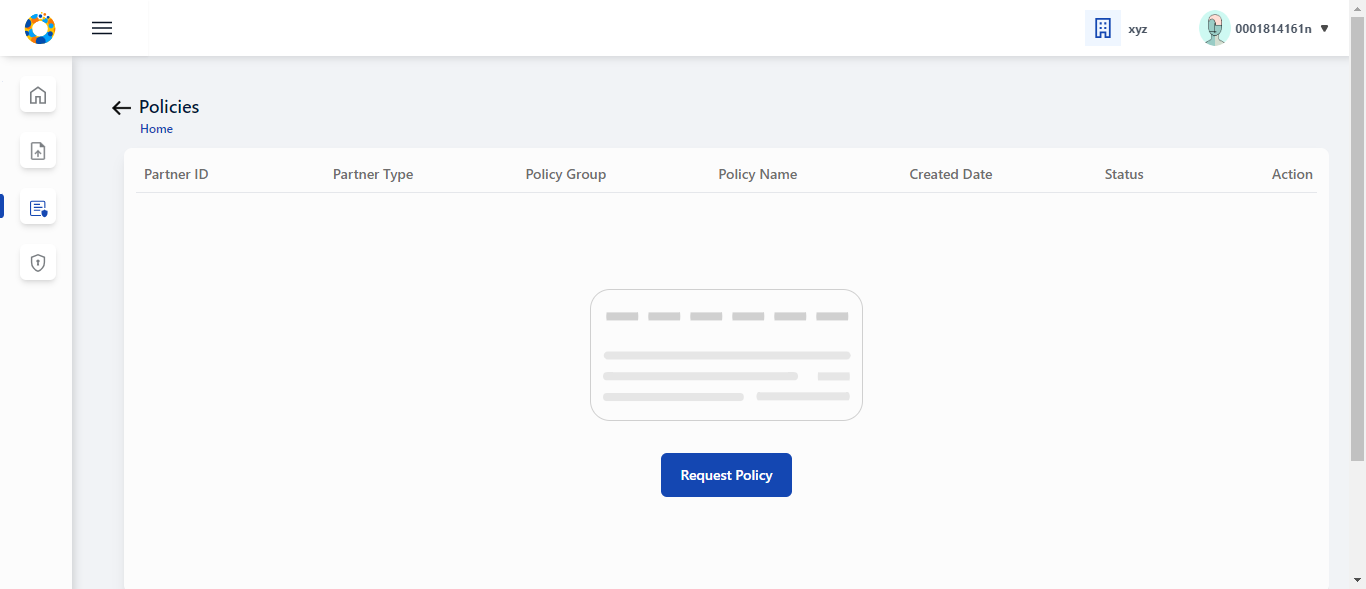 xyz
0001814161n
Policies
Home
Partner ID Partner Type Policy Group Policy Name Created Date Status Action
Request Policy